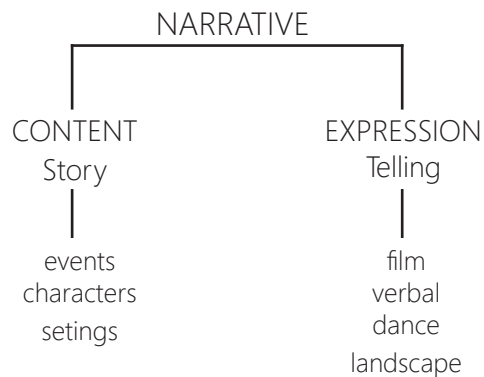 NARRATIVE
CONTENT
Story
events
characters
setings
EXPRESSION
Telling
film
verbal
dance
landscape